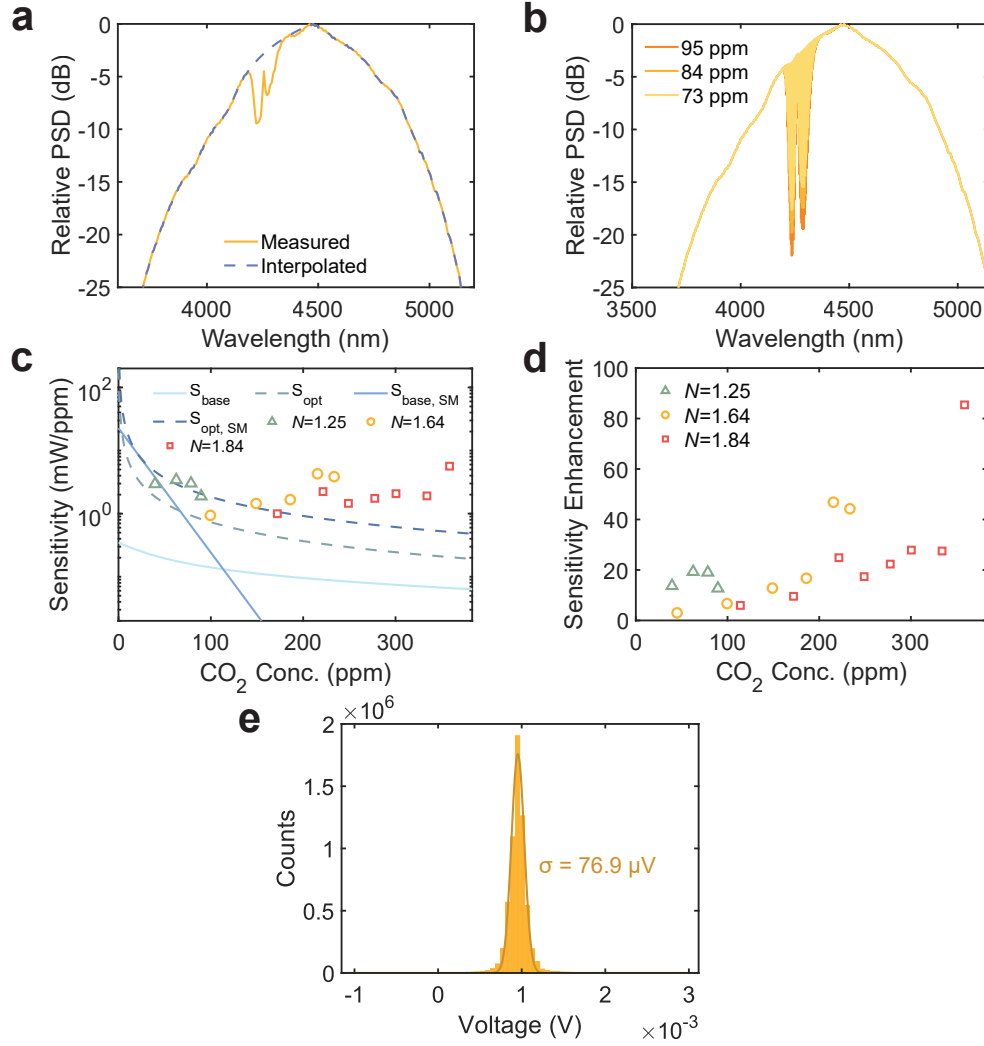 a
Relative PSD (dB)
0
-5
-10
-15
-20
-25
Measured
Interpolated
4000
4500
5000
Wavelength (nm)
b
Relative PSD (dB)
0
-5
-10
-15
-20
-25
95 ppm
84 ppm
73 ppm
3500
4000
4500
5000
Wavelength (nm)
c
Sensitivity (mW/ppm)
10²
10⁰
S_base
S_opt
S_base, SM
S_opt, SM
N=1.25
N=1.64
N=1.84
0
100
200
300
CO₂ Conc. (ppm)
d
Sensitivity Enhancement
100
80
60
40
20
0
N=1.25
N=1.64
N=1.84
0
100
200
300
CO₂ Conc. (ppm)
e
×10⁶
Counts
2
1.5
1
0.5
0
σ = 76.9 μV
-1
0
1
2
3
Voltage (V)
×10⁻³